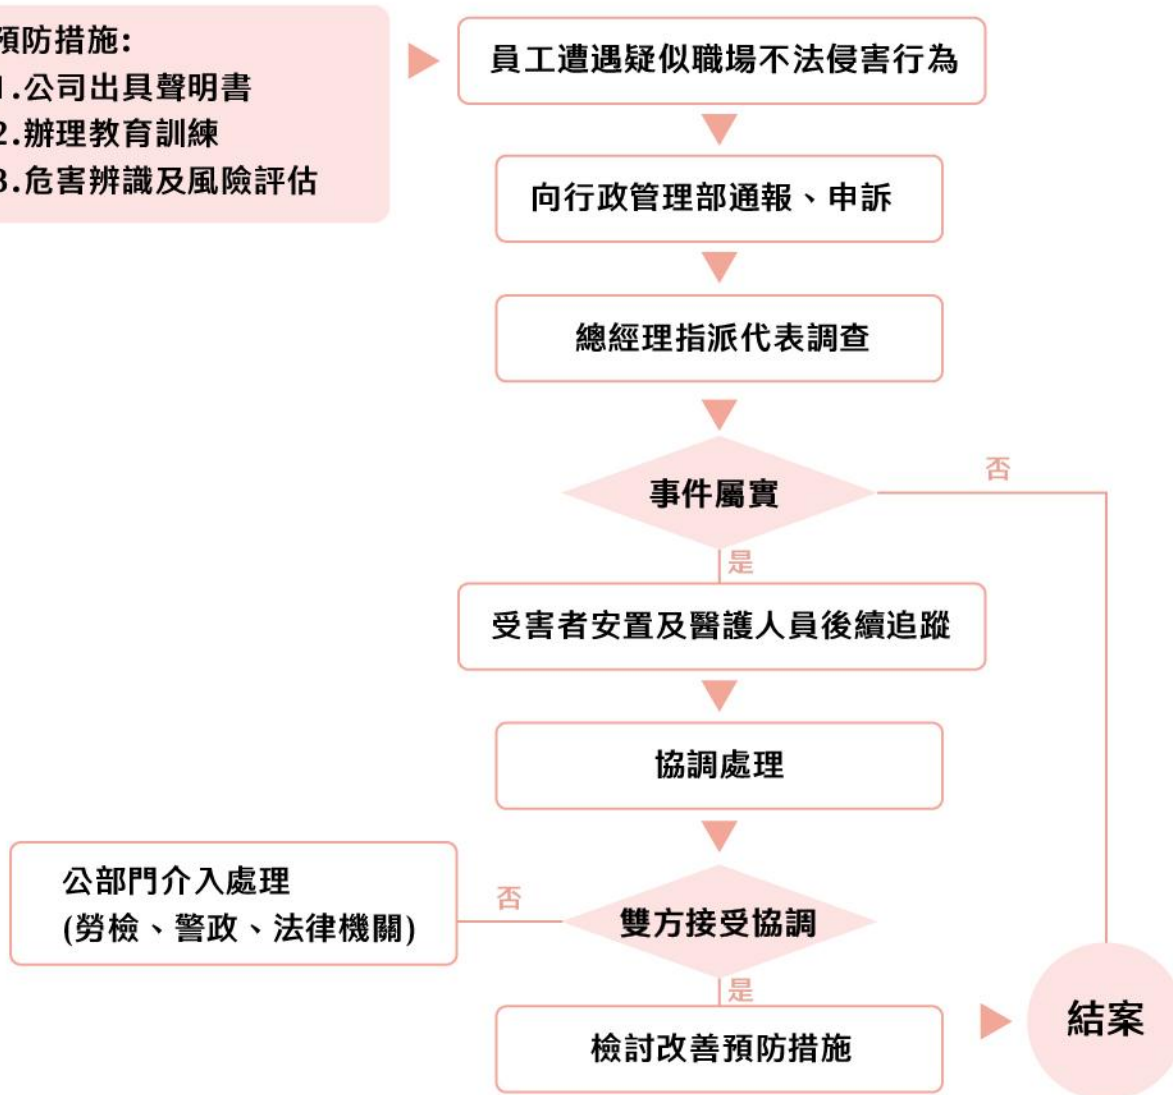 預防措施:
1.公司出具聲明書
2.辦理教育訓練
3.危害辨識及風險評估
員工遭遇疑似職場不法侵害行為
向行政管理部通報、申訴
總經理指派代表調查
事件屬實
否
是
受害者安置及醫護人員後續追蹤
協調處理
公部門介入處理
(勞檢、警政、法律機關)
否
雙方接受協調
是
檢討改善預防措施
結案